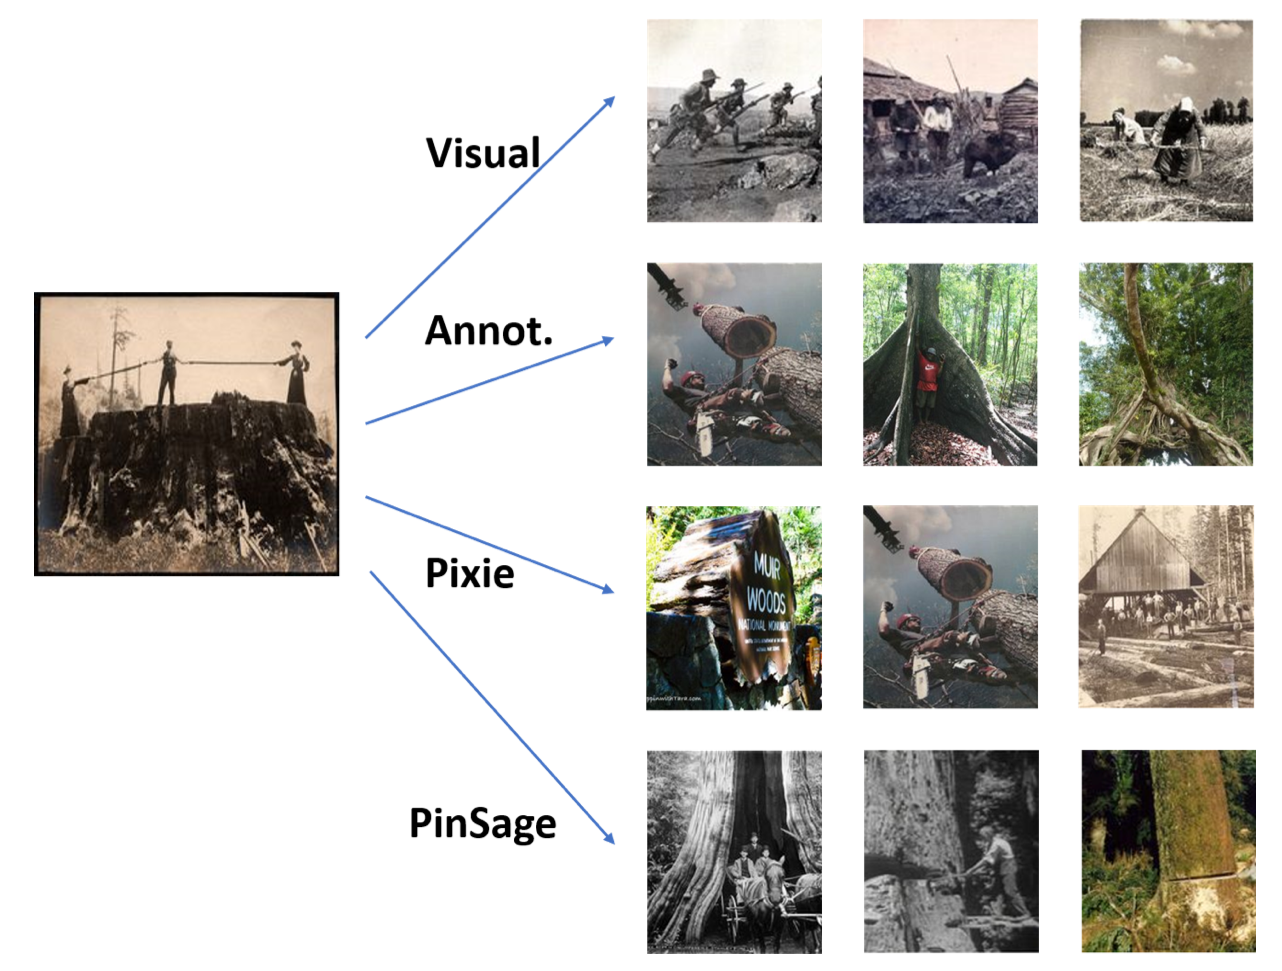 Visual
Annot.
Pixie
MUIR
WOODS
NATIONAL MONUMENT
PinSage